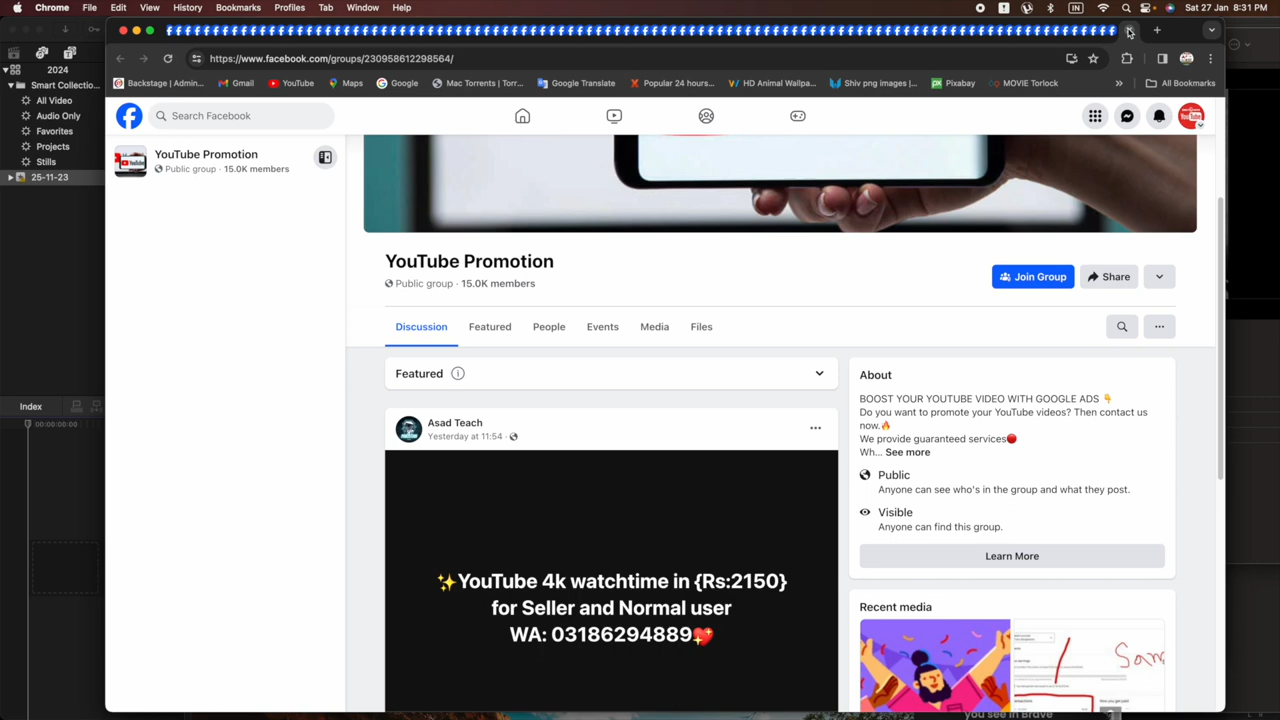 Chrome File Edit View History Bookmarks Profiles Tab Window Help
IN Sat 27 Jan 8:31 PM
2024
Smart Collectio...
All Video
Audio Only
Favorites
Projects
Stills
25-11-23
Index
00:00:00:00
https://www.facebook.com/groups/230958612298564/
Backstage | Admin... Gmail YouTube Maps Google Mac Torrents | Torr... Google Translate Popular 24 hours... HD Animal Wallpa... Shiv png images |... Pixabay MOVIE Torlock » All Bookmarks
Search Facebook
YouTube Promotion
Public group · 15.0K members
YouTube Promotion
Public group · 15.0K members
Join Group
Share
Discussion Featured People Events Media Files
Featured
Asad Teach
Yesterday at 11:54 ·
✨YouTube 4k watchtime in {Rs:2150}
for Seller and Normal user
WA: 03186294889💖
About
BOOST YOUR YOUTUBE VIDEO WITH GOOGLE ADS 👇
Do you want to promote your YouTube videos? Then contact us
now.🔥
We provide guaranteed services🔴
Wh... See more
Public
Anyone can see who's in the group and what they post.
Visible
Anyone can find this group.
Learn More
Recent media
you see in Brave